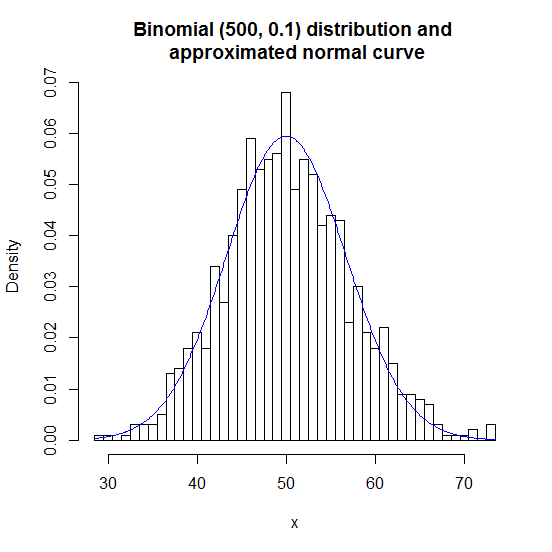 Binomial (500, 0.1) distribution and
approximated normal curve
0.07
0.06
0.05
0.04
0.03
0.02
0.01
0.00
Density
30 40 50 60 70
x